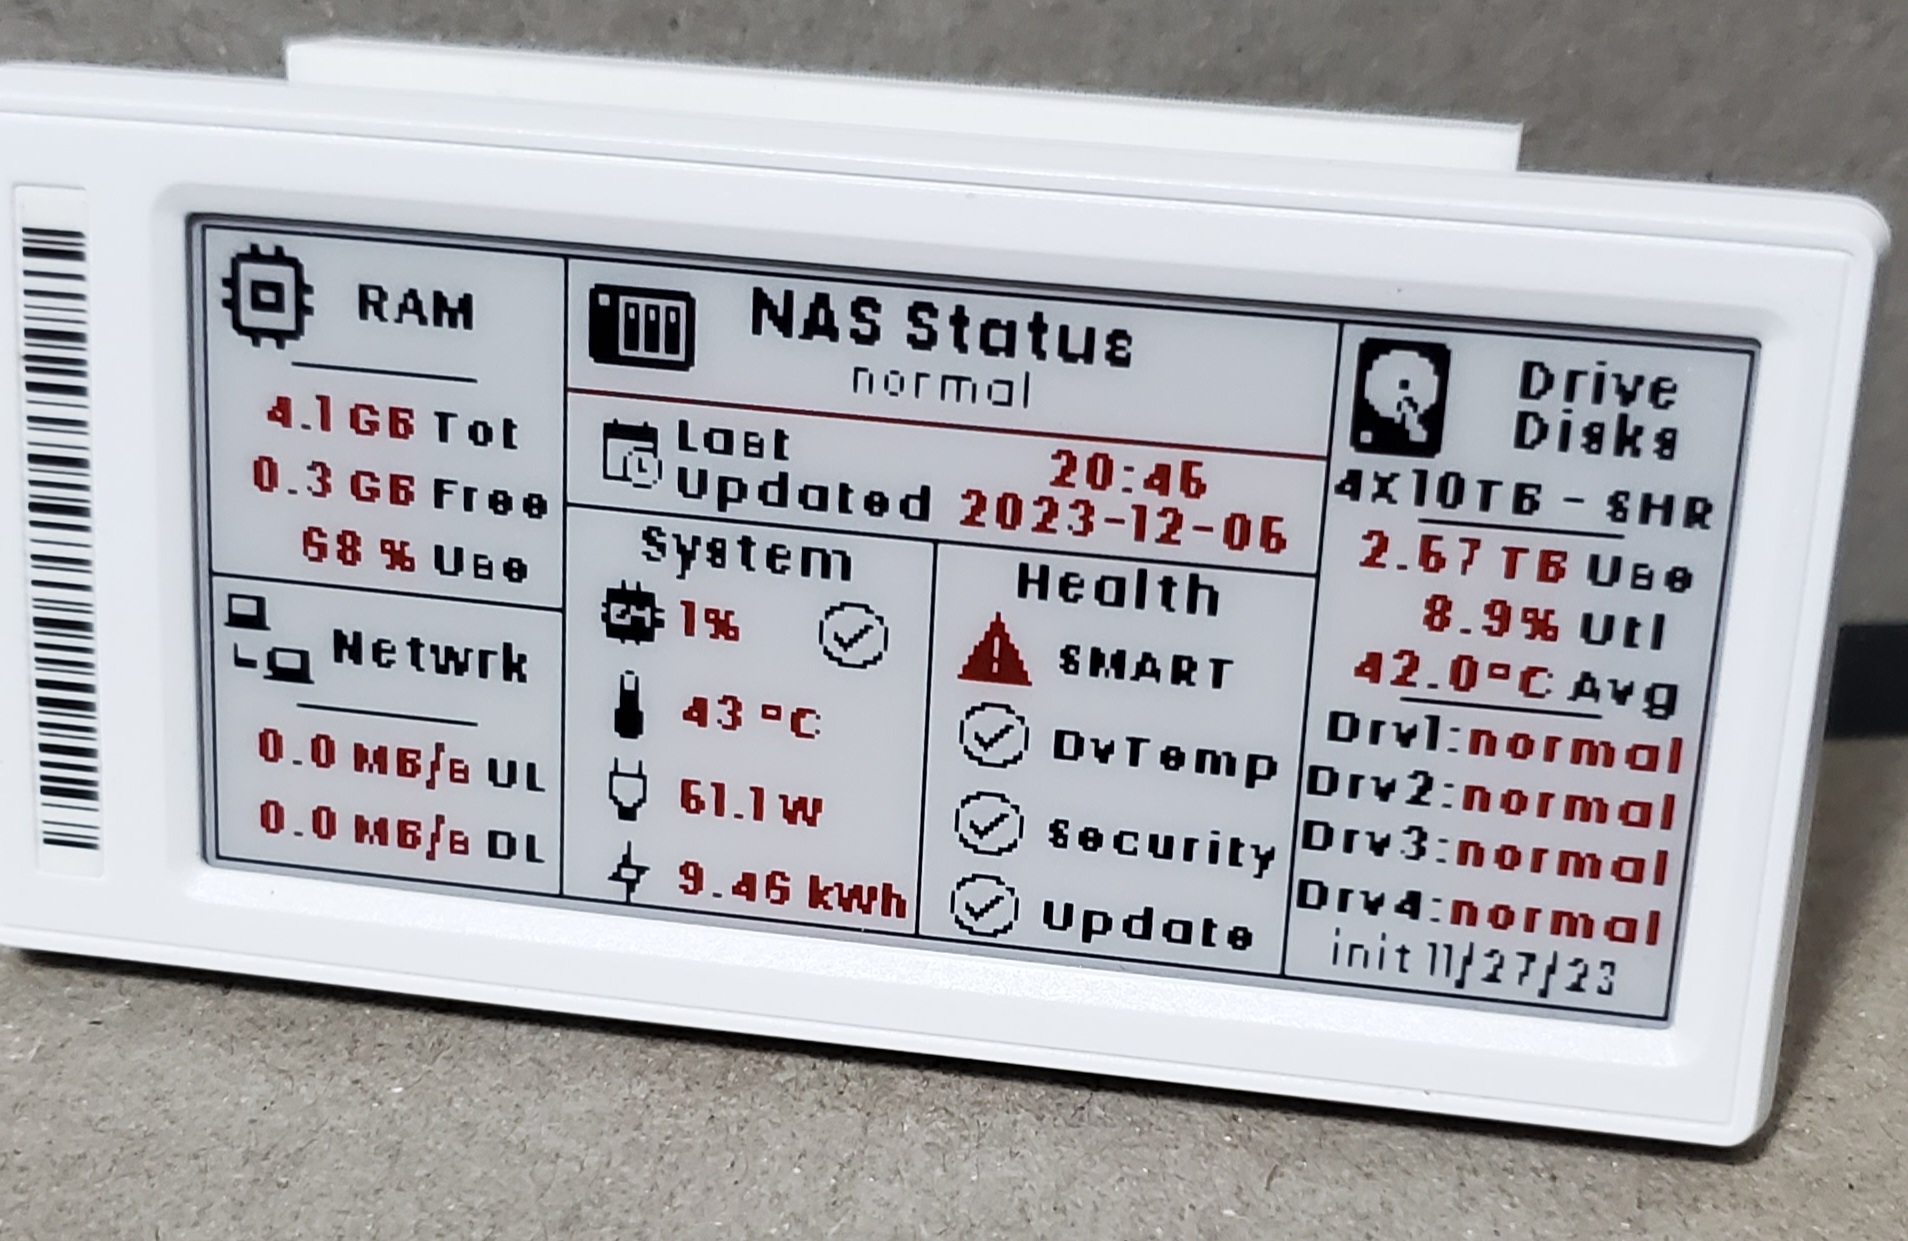 RAM
4.1 GB Tot
0.3 GB Free
68 % Use
Netwrk
0.0 MB/s UL
0.0 MB/s DL
NAS Status
normal
Last
Updated
20:46
2023-12-06
System
1%
43 °C
61.1 W
9.46 kWh
Health
SMART
DvTemp
Security
Update
Drive
Disks
4X10TB - SHR
2.67 TB Use
8.9% Utl
42.0°C Avg
Drv1:normal
Drv2:normal
Drv3:normal
Drv4:normal
init 11/27/23